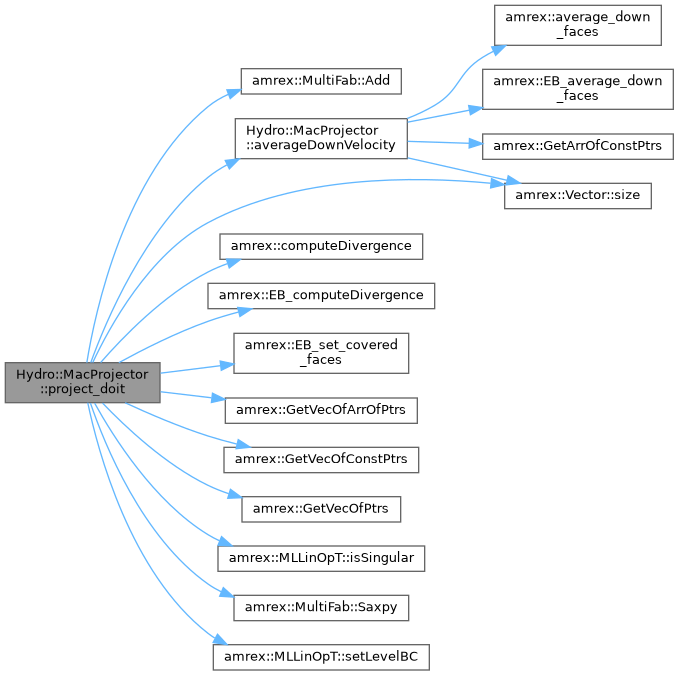 Hydro::MacProjector
::project_doit
amrex::MultiFab::Add
Hydro::MacProjector
::averageDownVelocity
amrex::average_down
_faces
amrex::EB_average_down
_faces
amrex::GetArrOfConstPtrs
amrex::Vector::size
amrex::computeDivergence
amrex::EB_computeDivergence
amrex::EB_set_covered
_faces
amrex::GetVecOfArrOfPtrs
amrex::GetVecOfConstPtrs
amrex::GetVecOfPtrs
amrex::MLLinOpT::isSingular
amrex::MultiFab::Saxpy
amrex::MLLinOpT::setLevelBC